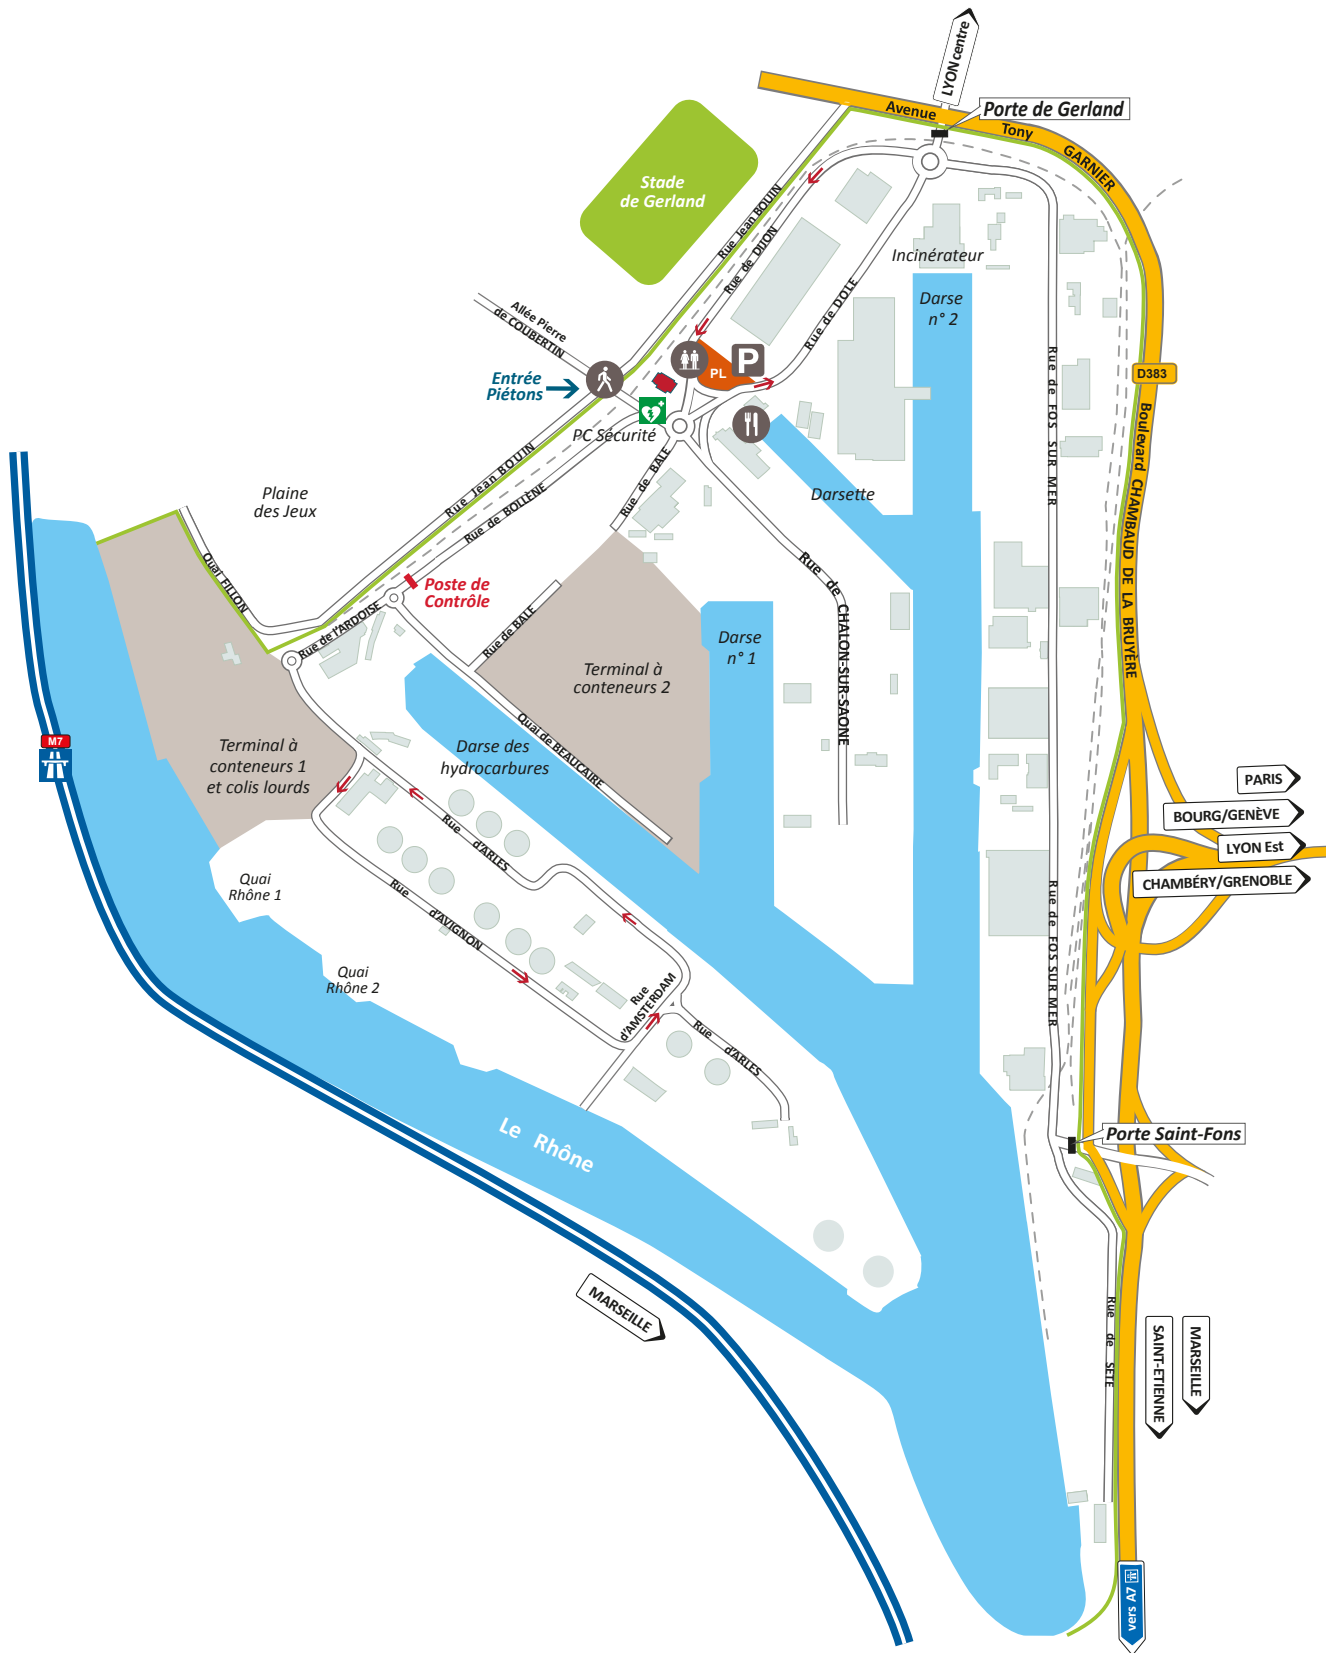 LYON centre
Avenue
Tony
GARNIER
Porte de Gerland
Stade
de Gerland
Rue Jean BOUIN
Rue de DIJON
Incinérateur
Darse
n° 2
Rue de DOLE
Allée Pierre
de COUBERTIN
Entrée
Piétons
PL
P
PC Sécurité
D383
Boulevard CHAMBAUD DE LA BRUYÈRE
Rue de FOS SUR MER
Plaine
des Jeux
Rue Jean BOUIN
Rue de BOLLÈNE
Rue de BALE
Darsette
Quai FILLON
Poste de
Contrôle
Rue de l'ARDOISE
Rue de BALE
Rue de CHALON-SUR-SAONE
Darse
n° 1
Terminal à
conteneurs 2
Quai de BEAUCAIRE
M7
Terminal à
conteneurs 1
et colis lourds
Darse des
hydrocarbures
PARIS
BOURG/GENÈVE
LYON Est
CHAMBÉRY/GRENOBLE
Rue d'ARLES
Quai
Rhône 1
Rue d'AVIGNON
Rue de FOS SUR MER
Quai
Rhône 2
Rue
d'AMSTERDAM
Rue d'ARLES
Le Rhône
Porte Saint-Fons
MARSEILLE
Rue de SETE
SAINT-ETIENNE
MARSEILLE
vers A7